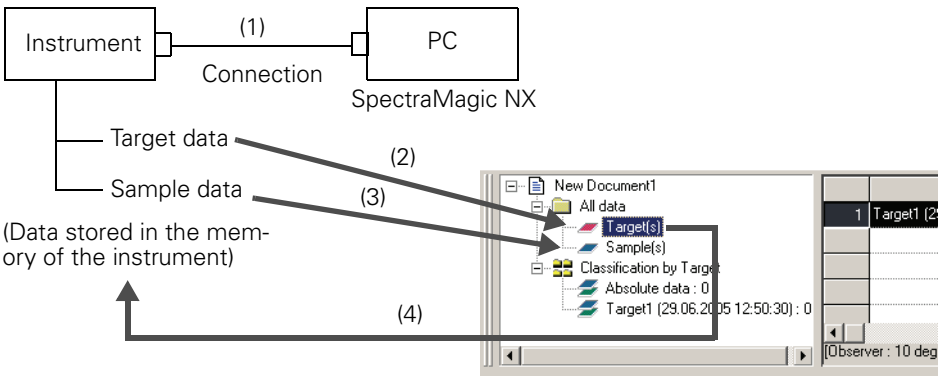 (1)
Instrument
PC
Connection
SpectraMagic NX
Target data
(2)
Sample data
(3)
(Data stored in the mem-
ory of the instrument)
(4)
New Document1
All data
Target(s)
Sample(s)
Classification by Target
Absolute data : 0
Target1 (29.06.2005 12:50:30) : 0
1 Target1 (29
[Observer : 10 deg